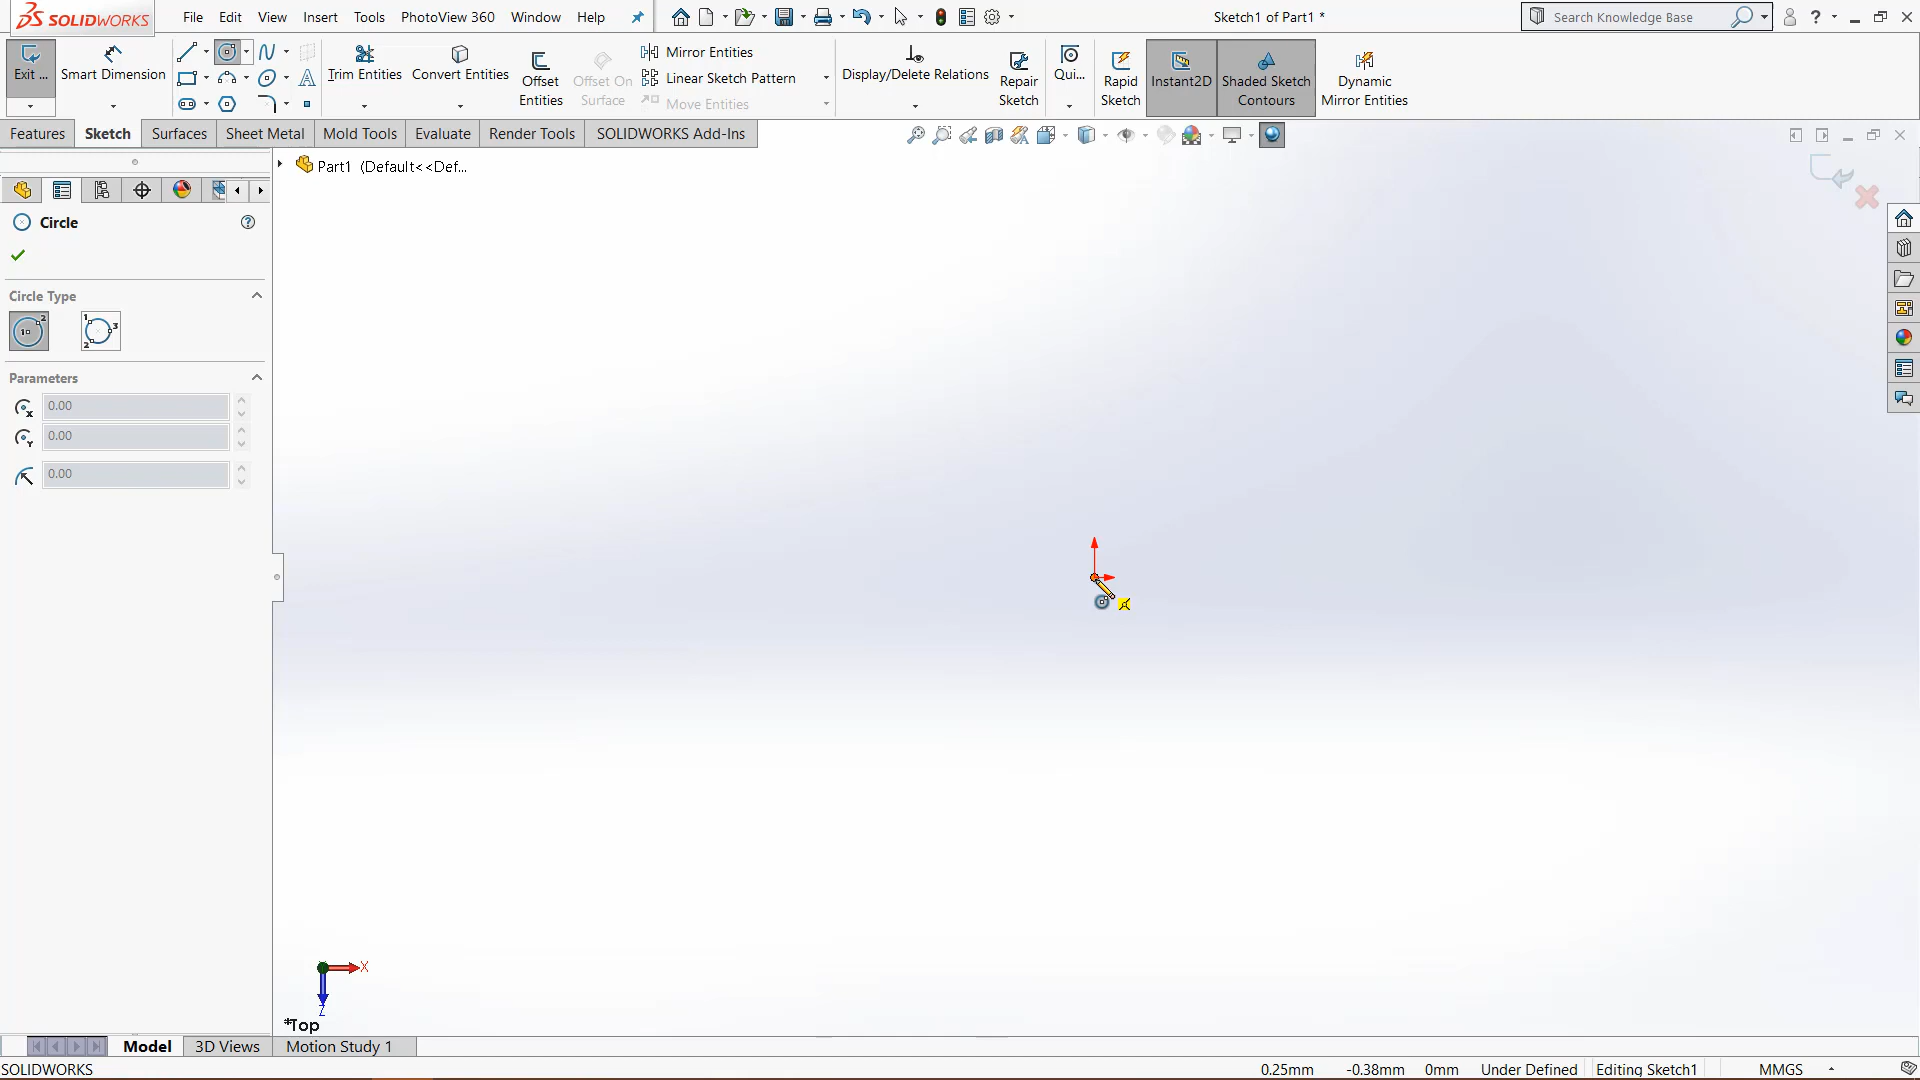 SOLIDWORKS File Edit View Insert Tools PhotoView 360 Window Help Sketch1 of Part1 * Search Knowledge Base ?
Exit ... Smart Dimension Trim Entities Convert Entities Offset Entities Offset On Surface Mirror Entities Linear Sketch Pattern Move Entities Display/Delete Relations Repair Sketch Qui... Rapid Sketch Instant2D Shaded Sketch Contours Dynamic Mirror Entities
Features Sketch Surfaces Sheet Metal Mold Tools Evaluate Render Tools SOLIDWORKS Add-Ins
Part1 (Default<<Def...
Circle
Circle Type
Parameters
0.00
0.00
0.00
X
Z
*Top
Model 3D Views Motion Study 1
SOLIDWORKS 0.25mm -0.38mm 0mm Under Defined Editing Sketch1 MMGS